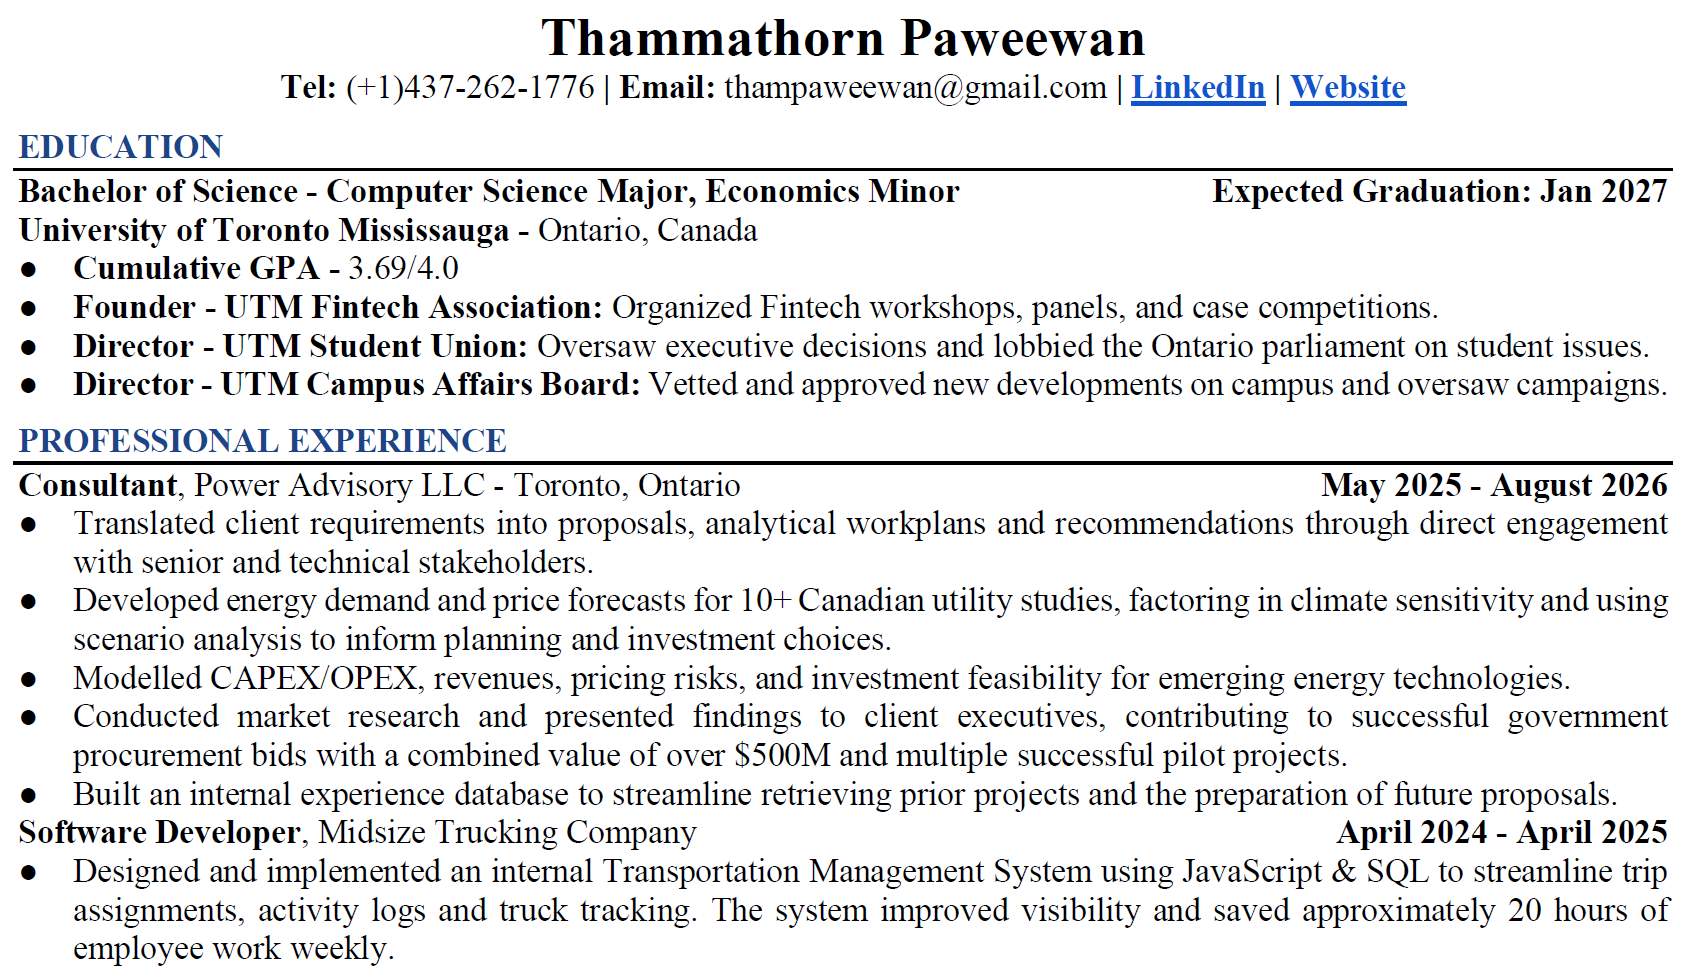 Thammathorn Paweewan
Tel: (+1)437-262-1776 | Email: thampaweewan@gmail.com | LinkedIn | Website
EDUCATION
Bachelor of Science - Computer Science Major, Economics Minor Expected Graduation: Jan 2027
University of Toronto Mississauga - Ontario, Canada
● Cumulative GPA - 3.69/4.0
● Founder - UTM Fintech Association: Organized Fintech workshops, panels, and case competitions.
● Director - UTM Student Union: Oversaw executive decisions and lobbied the Ontario parliament on student issues.
● Director - UTM Campus Affairs Board: Vetted and approved new developments on campus and oversaw campaigns.
PROFESSIONAL EXPERIENCE
Consultant, Power Advisory LLC - Toronto, Ontario May 2025 - August 2026
● Translated client requirements into proposals, analytical workplans and recommendations through direct engagement
with senior and technical stakeholders.
● Developed energy demand and price forecasts for 10+ Canadian utility studies, factoring in climate sensitivity and using
scenario analysis to inform planning and investment choices.
● Modelled CAPEX/OPEX, revenues, pricing risks, and investment feasibility for emerging energy technologies.
● Conducted market research and presented findings to client executives, contributing to successful government
procurement bids with a combined value of over $500M and multiple successful pilot projects.
● Built an internal experience database to streamline retrieving prior projects and the preparation of future proposals.
Software Developer, Midsize Trucking Company April 2024 - April 2025
● Designed and implemented an internal Transportation Management System using JavaScript & SQL to streamline trip
assignments, activity logs and truck tracking. The system improved visibility and saved approximately 20 hours of
employee work weekly.